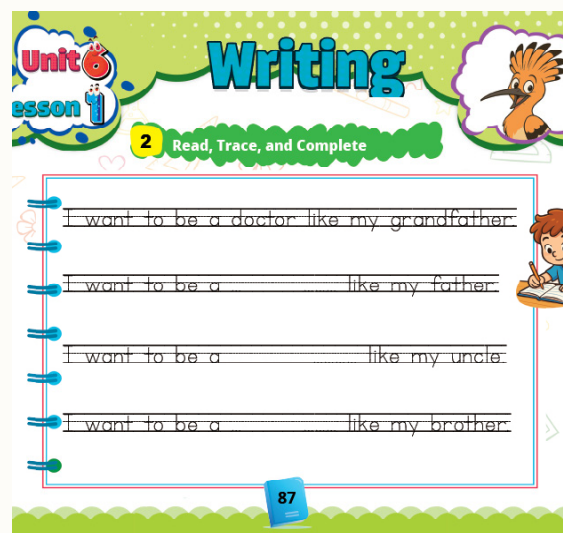 Unit 6
Lesson 1
Writing
2 Read, Trace, and Complete
I want to be a doctor like my grandfather
I want to be a like my father
I want to be a like my uncle
I want to be a like my brother
87